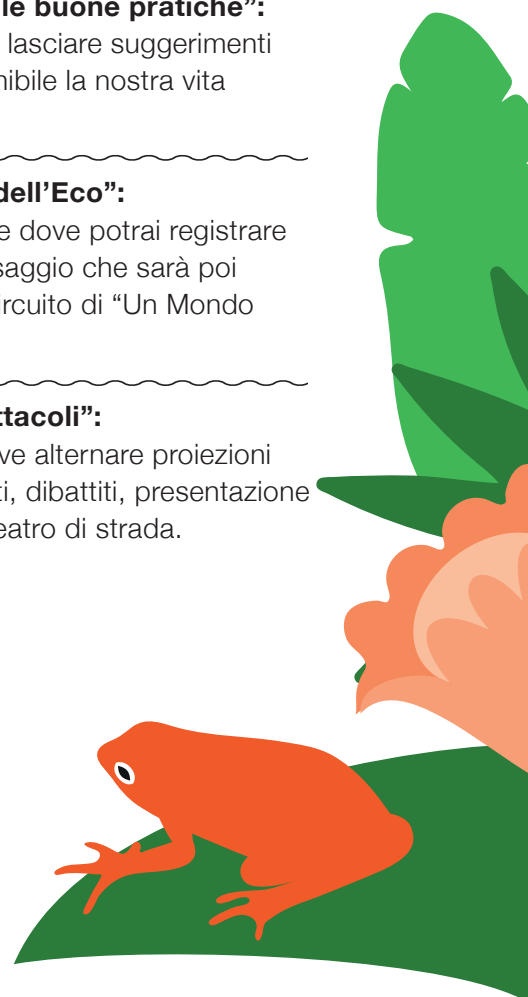 le buone pratiche”:
lasciare suggerimenti
nibile la nostra vita
dell’Eco”:
e dove potrai registrare
saggio che sarà poi
ircuito di “Un Mondo
ttacoli”:
ve alternare proiezioni
ti, dibattiti, presentazione
eatro di strada.